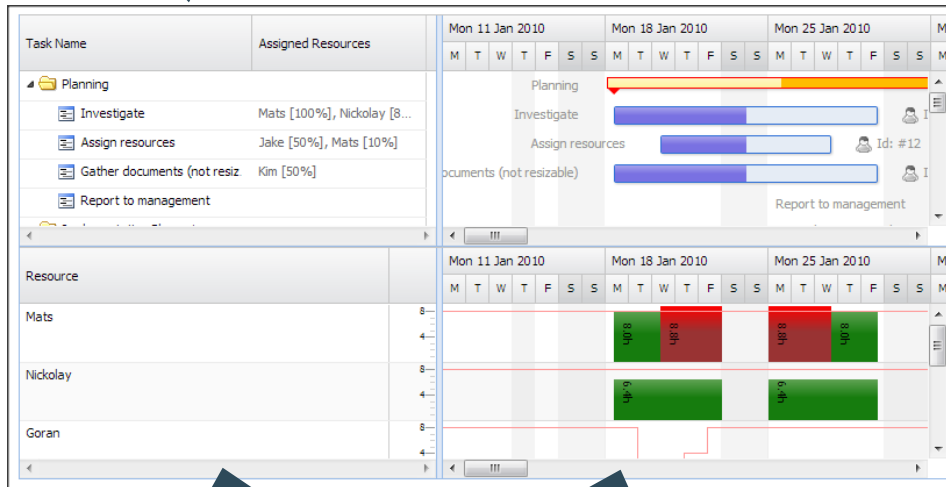 Task Name
Assigned Resources
Mon 11 Jan 2010
Mon 18 Jan 2010
Mon 25 Jan 2010
M
M T W T F S S M T W T F S S M T W T F S S M
Planning
Planning
Investigate
Mats [100%], Nickolay [8...
Investigate
Assign resources
Jake [50%], Mats [10%]
Assign resources
Id: #12
Gather documents (not resiz
Kim [50%]
ocuments (not resizable)
Report to management
Report to management
Resource
Mon 11 Jan 2010
Mon 18 Jan 2010
Mon 25 Jan 2010
M
M T W T F S S M T W T F S S M T W T F S S M
Mats
8
4
8.0h
8.8h
8.8h
8.0h
Nickolay
8
4
6.4h
6.4h
Goran
8
4